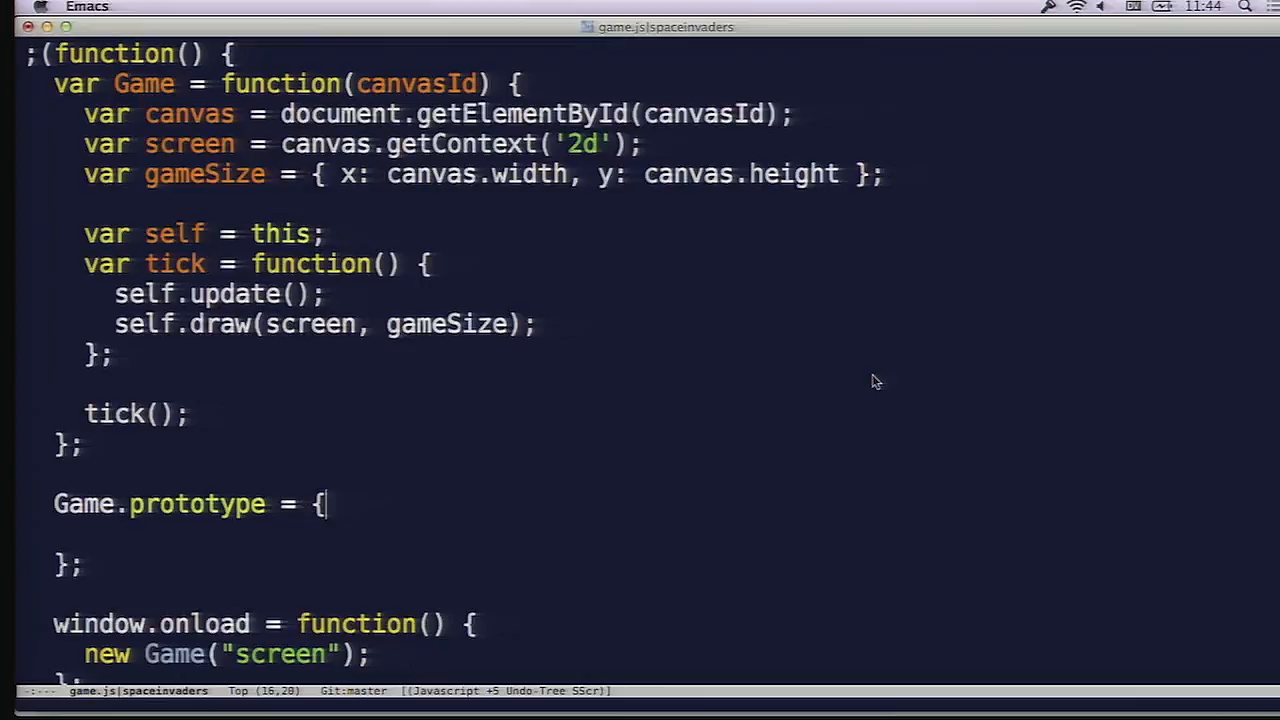 Emacs 11:44
game.js|spaceinvaders
;(function() {
  var Game = function(canvasId) {
    var canvas = document.getElementById(canvasId);
    var screen = canvas.getContext('2d');
    var gameSize = { x: canvas.width, y: canvas.height };

    var self = this;
    var tick = function() {
      self.update();
      self.draw(screen, gameSize);
    };

    tick();
  };

  Game.prototype = {

  };

  window.onload = function() {
    new Game("screen");
  };
-:--- game.js|spaceinvaders Top (16,20) Git:master [(Javascript +5 Undo-Tree SScr)]